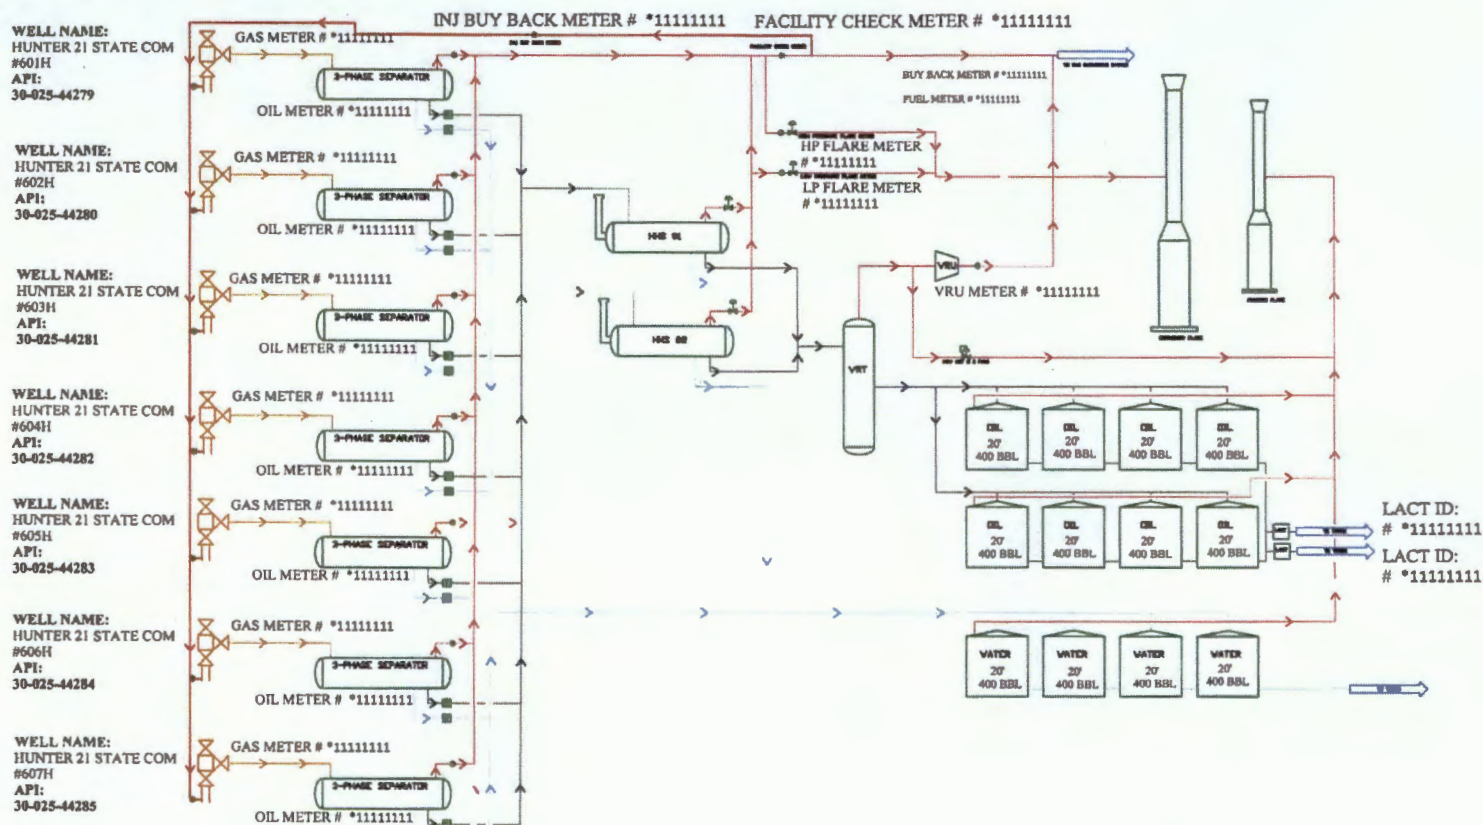 INJ BUY BACK METER # *11111111
FACILITY CHECK METER # *11111111
WELL NAME:
HUNTER 21 STATE COM
#601H
API:
30-025-44279
GAS METER # *11111111
3-PHASE SEPARATOR
OIL METER # *11111111
WELL NAME:
HUNTER 21 STATE COM
#602H
API:
30-025-44280
GAS METER # *11111111
3-PHASE SEPARATOR
OIL METER # *11111111
WELL NAME:
HUNTER 21 STATE COM
#603H
API:
30-025-44281
GAS METER # *11111111
3-PHASE SEPARATOR
OIL METER # *11111111
WELL NAME:
HUNTER 21 STATE COM
#604H
API:
30-025-44282
GAS METER # *11111111
3-PHASE SEPARATOR
OIL METER # *11111111
WELL NAME:
HUNTER 21 STATE COM
#605H
API:
30-025-44283
GAS METER # *11111111
3-PHASE SEPARATOR
OIL METER # *11111111
WELL NAME:
HUNTER 21 STATE COM
#606H
API:
30-025-44284
GAS METER # *11111111
3-PHASE SEPARATOR
OIL METER # *11111111
WELL NAME:
HUNTER 21 STATE COM
#607H
API:
30-025-44285
GAS METER # *11111111
3-PHASE SEPARATOR
OIL METER # *11111111
BUY BACK METER # *11111111
FUEL METER # *11111111
HP FLARE METER
# *11111111
LP FLARE METER
# *11111111
VRU
VRU METER # *11111111
VRT
OIL
20'
400 BBL
OIL
20'
400 BBL
OIL
20'
400 BBL
OIL
20'
400 BBL
OIL
20'
400 BBL
OIL
20'
400 BBL
OIL
20'
400 BBL
OIL
20'
400 BBL
LACT ID:
# *11111111
LACT ID:
# *11111111
WATER
20'
400 BBL
WATER
20'
400 BBL
WATER
20'
400 BBL
WATER
20'
400 BBL